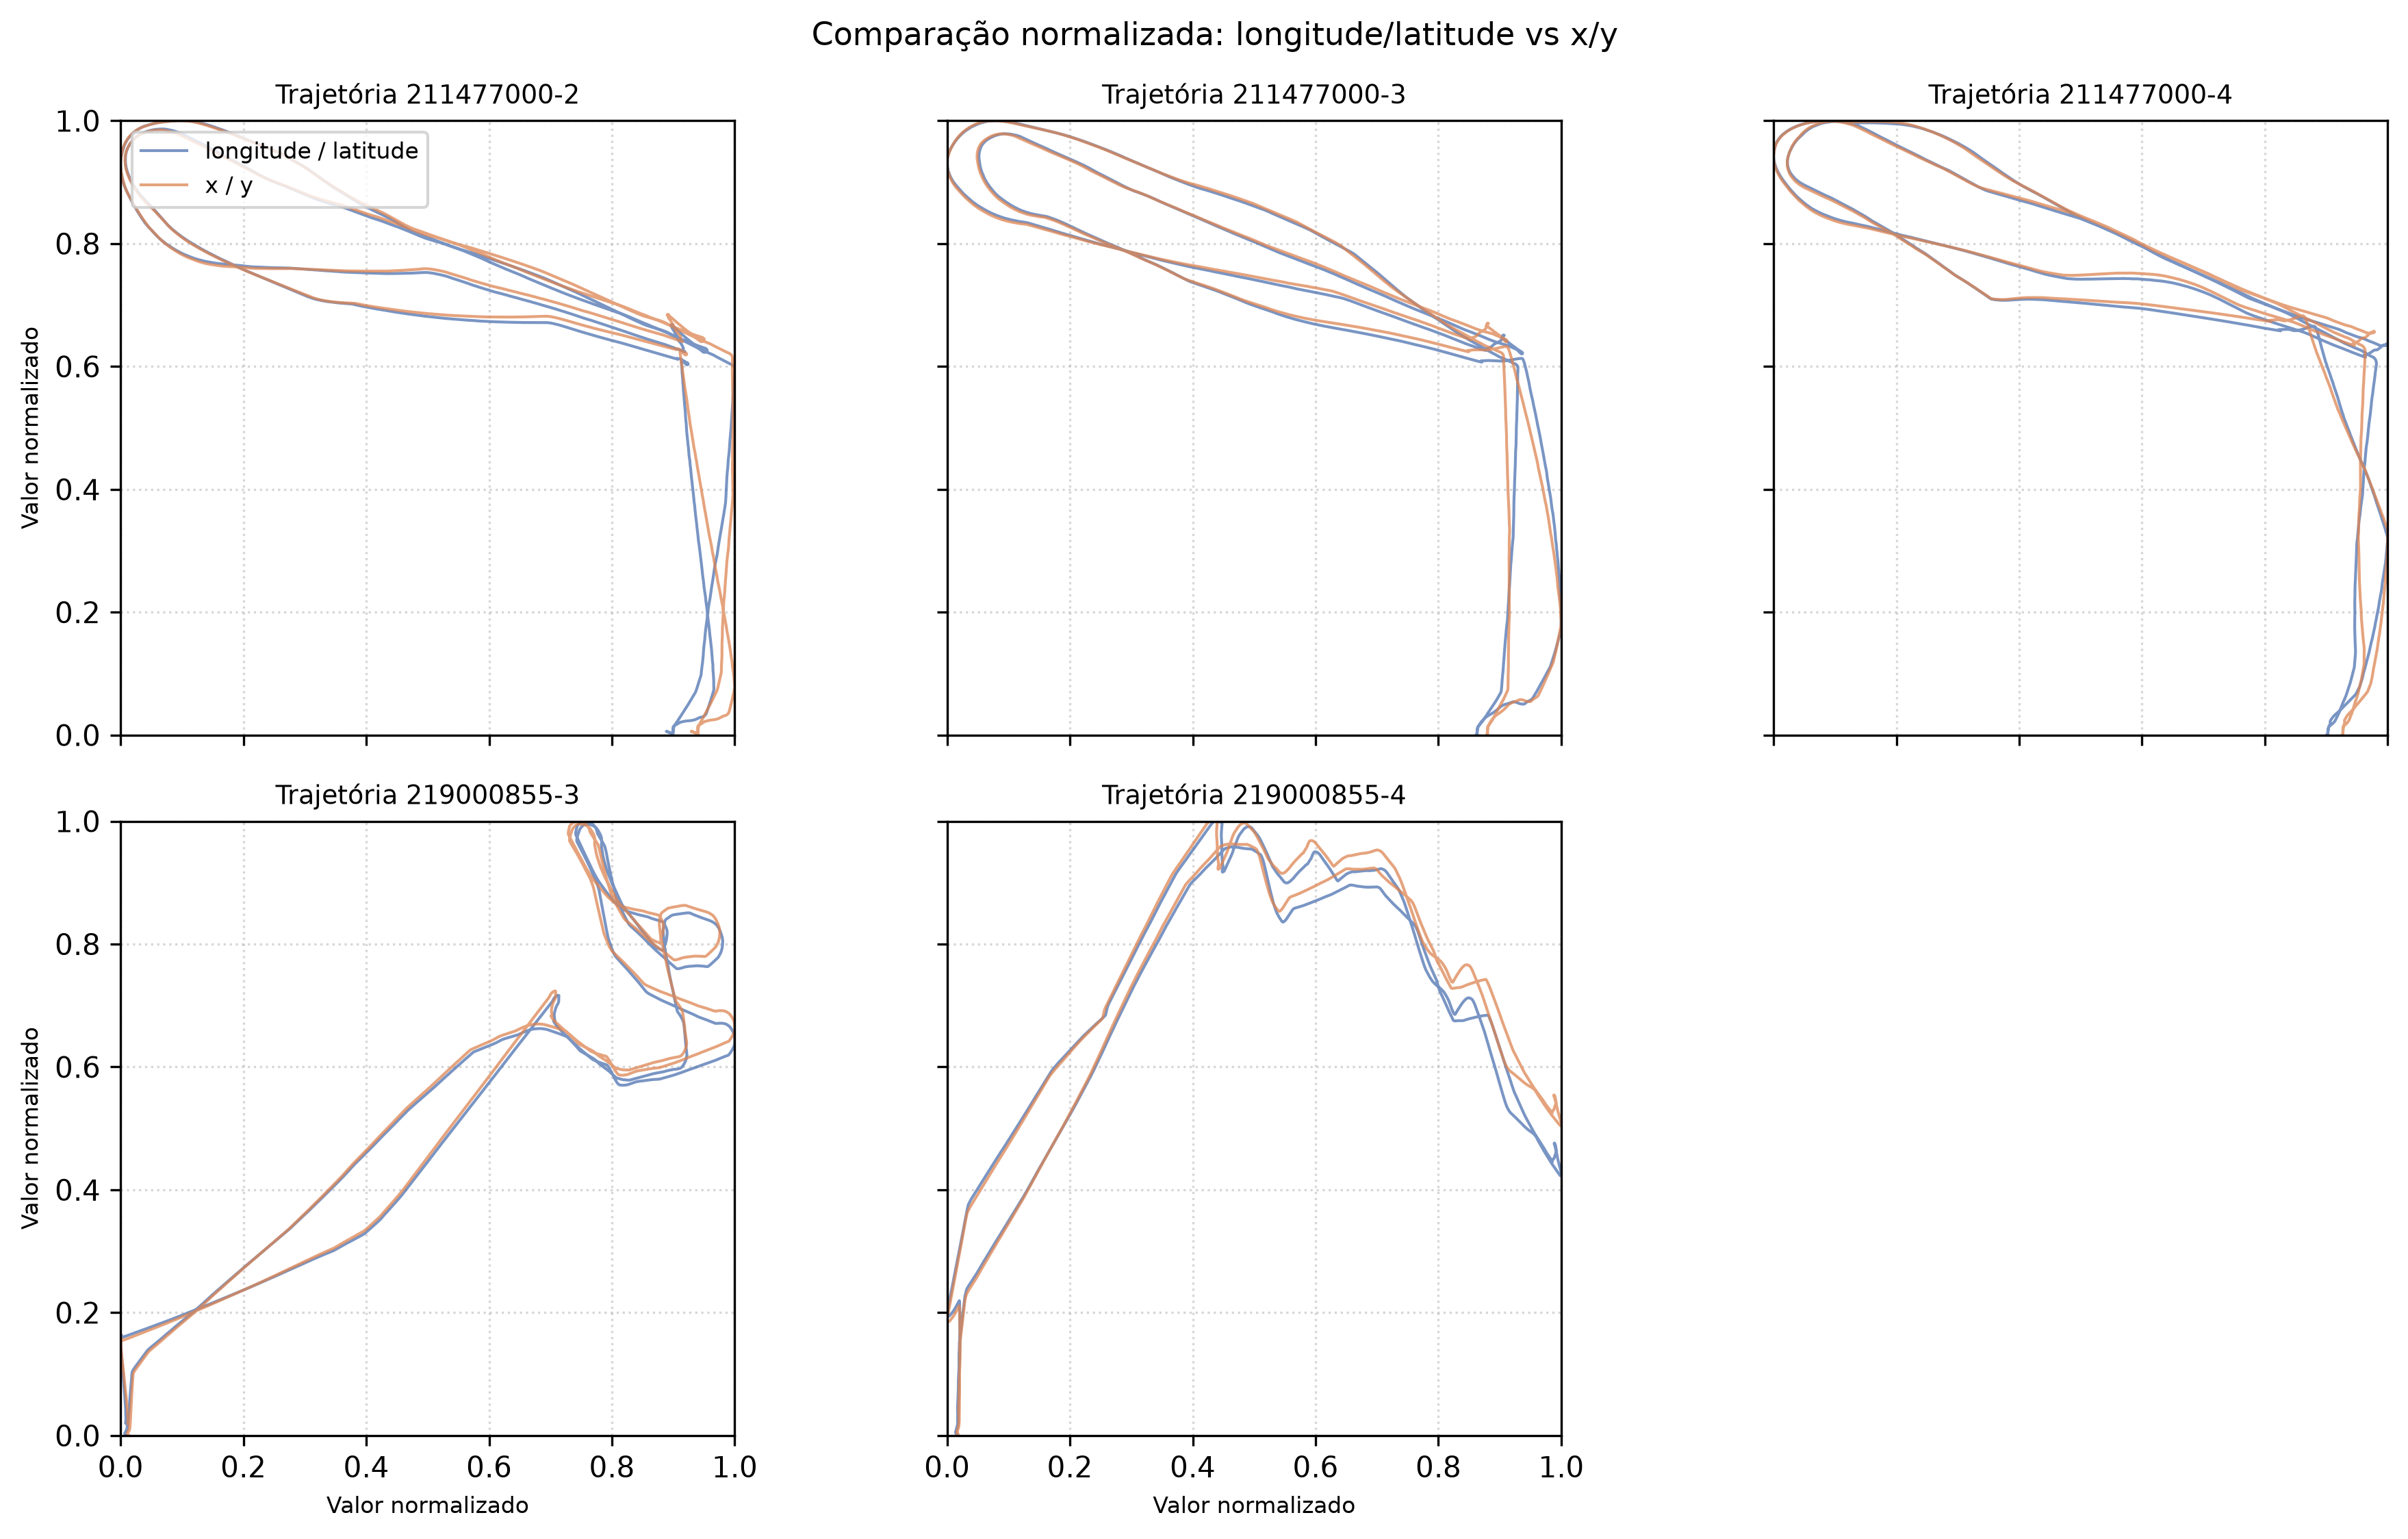 Comparação normalizada: longitude/latitude vs x/y
Trajetória 211477000-2
Trajetória 211477000-3
Trajetória 211477000-4
longitude / latitude
x / y
Valor normalizado
1.0
0.8
0.6
0.4
0.2
0.0
Trajetória 219000855-3
Trajetória 219000855-4
Valor normalizado
1.0
0.8
0.6
0.4
0.2
0.0
0.0 0.2 0.4 0.6 0.8 1.0
0.0 0.2 0.4 0.6 0.8 1.0
Valor normalizado
Valor normalizado